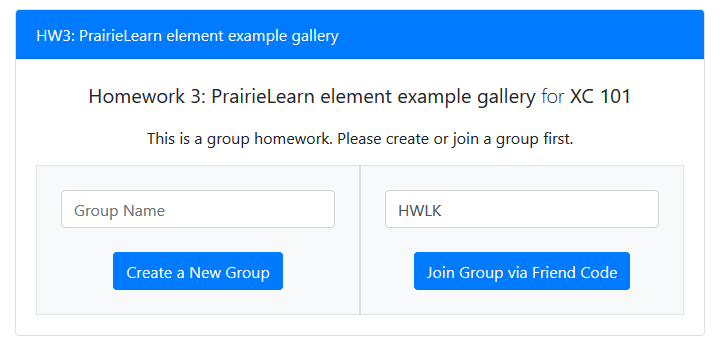 HW3: PrairieLearn element example gallery
Homework 3: PrairieLearn element example gallery for XC 101
This is a group homework. Please create or join a group first.
Group Name
HWLK
Create a New Group
Join Group via Friend Code